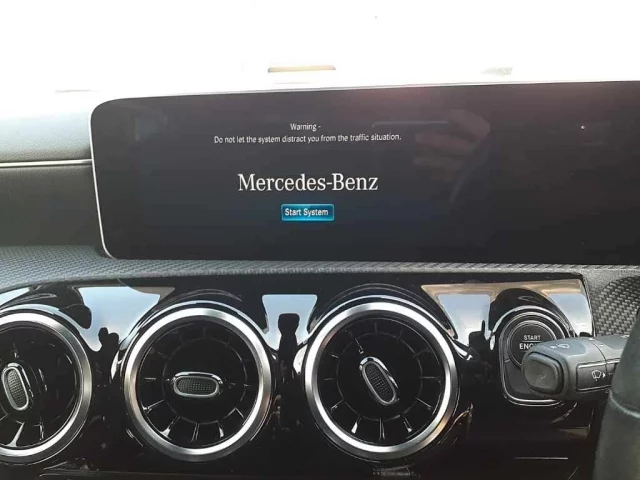 Warning -
Do not let the system distract you from the traffic situation.
Mercedes-Benz
Start System
START